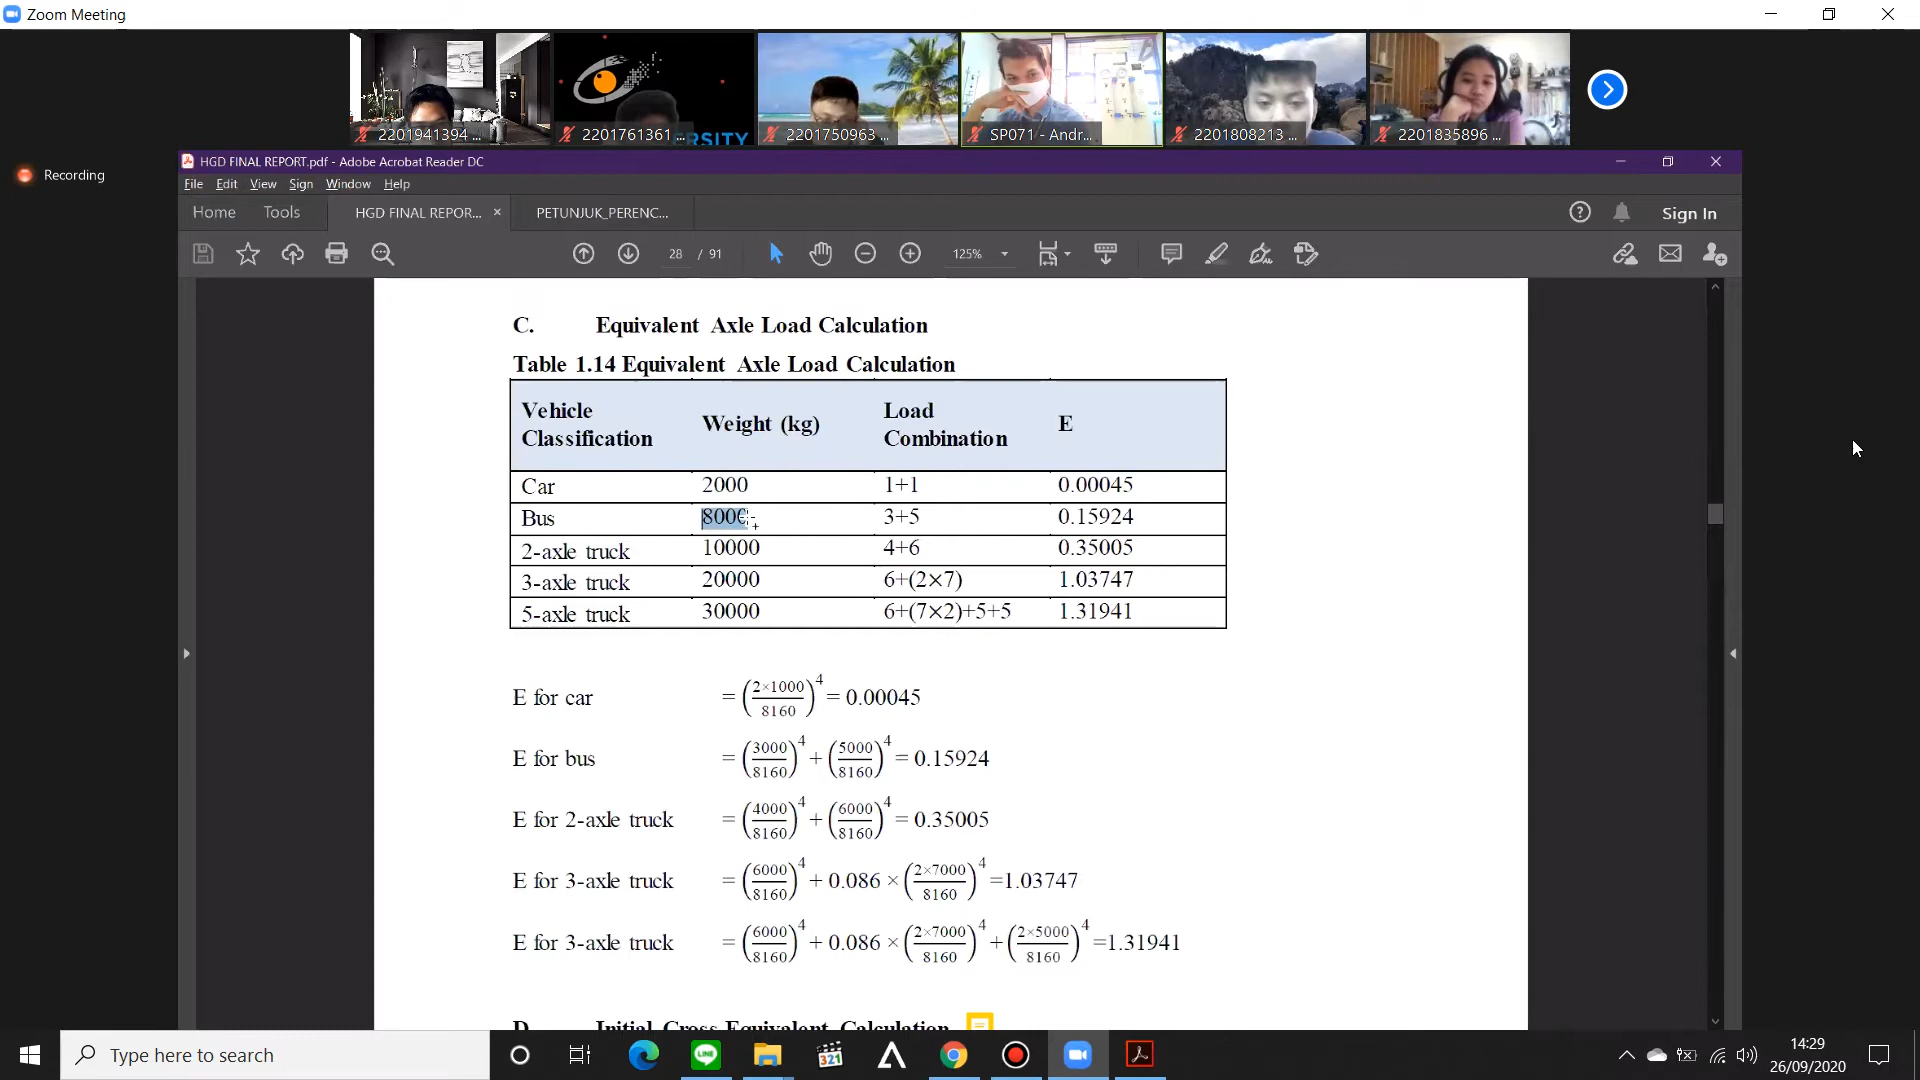 Zoom Meeting
2201941394 ...
2201761361 ...
RSITY
2201750963 ...
SP071 - Andr...
2201808213 ...
2201835896 ...
Recording
HGD FINAL REPORT.pdf - Adobe Acrobat Reader DC
File Edit View Sign Window Help
Home Tools HGD FINAL REPOR... × PETUNJUK_PERENC... Sign In
28 / 91 125%
C. Equivalent Axle Load Calculation
Table 1.14 Equivalent Axle Load Calculation
Vehicle Classification Weight (kg) Load Combination E
Car 2000 1+1 0.00045
Bus 8000 3+5 0.15924
2-axle truck 10000 4+6 0.35005
3-axle truck 20000 6+(2×7) 1.03747
5-axle truck 30000 6+(7×2)+5+5 1.31941
E for car = (2×1000/8160)^4 = 0.00045
E for bus = (3000/8160)^4 + (5000/8160)^4 = 0.15924
E for 2-axle truck = (4000/8160)^4 + (6000/8160)^4 = 0.35005
E for 3-axle truck = (6000/8160)^4 + 0.086 × (2×7000/8160)^4 =1.03747
E for 3-axle truck = (6000/8160)^4 + 0.086 × (2×7000/8160)^4 + (2×5000/8160)^4 =1.31941
D. Initial Cross Equivalent Calculation
Type here to search
LINE
321
14:29
26/09/2020